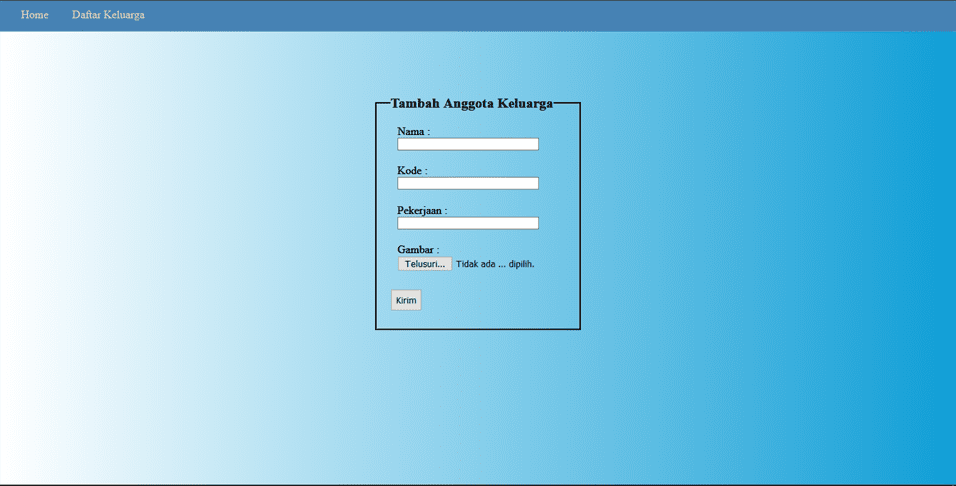 Home Daftar Keluarga
Tambah Anggota Keluarga
Nama :
Kode :
Pekerjaan :
Gambar :
Telusuri... Tidak ada ... dipilih.
Kirim